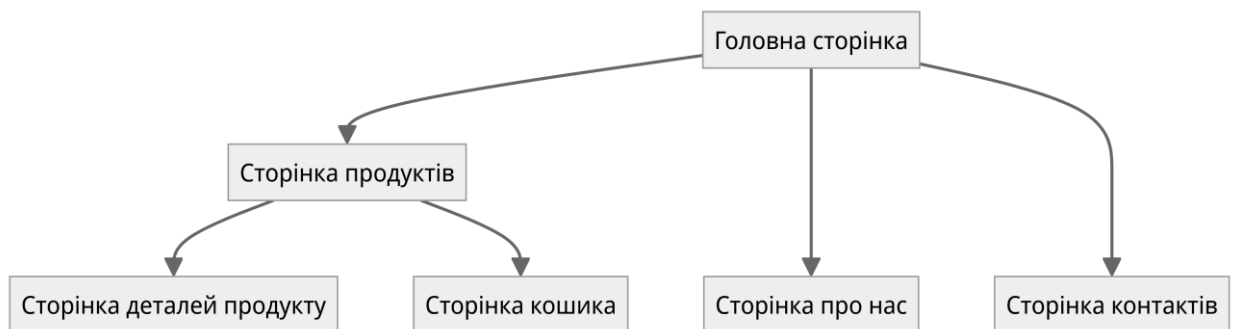 Головна сторінка
Сторінка продуктів
Сторінка деталей продукту
Сторінка кошика
Сторінка про нас
Сторінка контактів